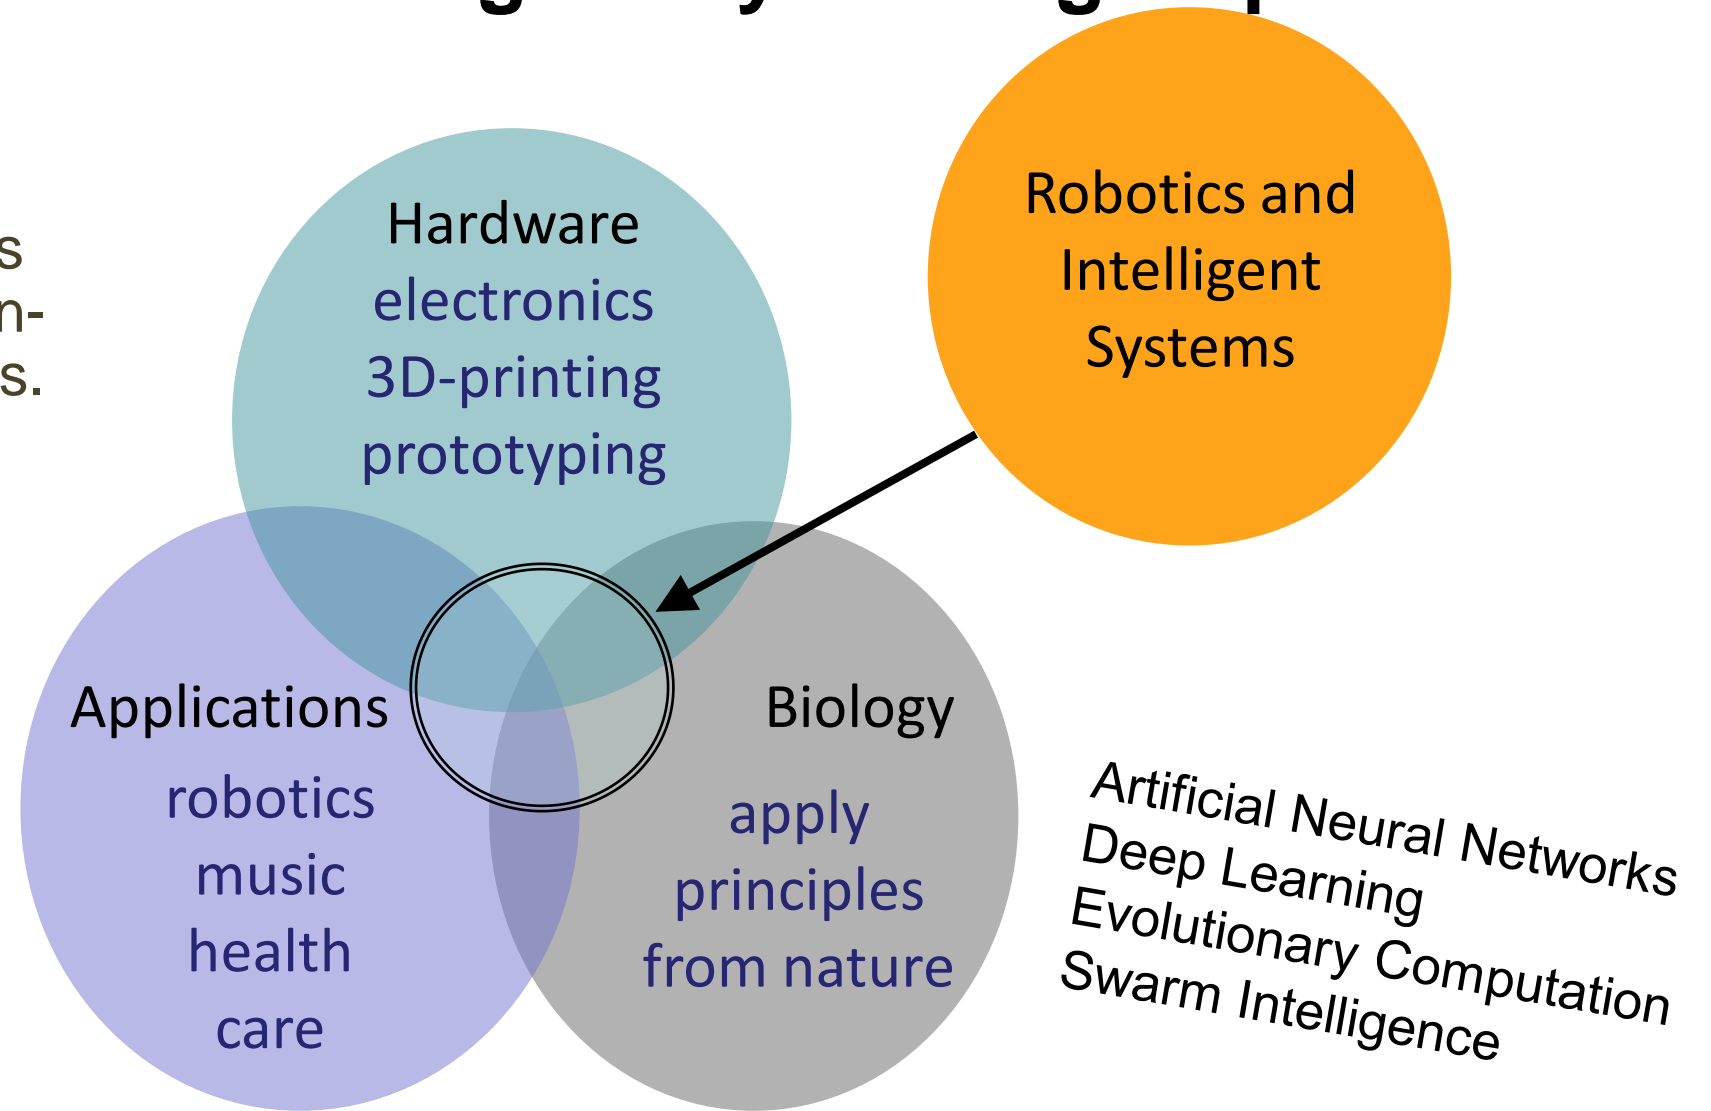 Hardware
electronics
3D-printing
prototyping
Robotics and
Intelligent
Systems
Applications
robotics
music
health
care
Biology
apply
principles
from nature
Artificial Neural Networks
Deep Learning
Evolutionary Computation
Swarm Intelligence